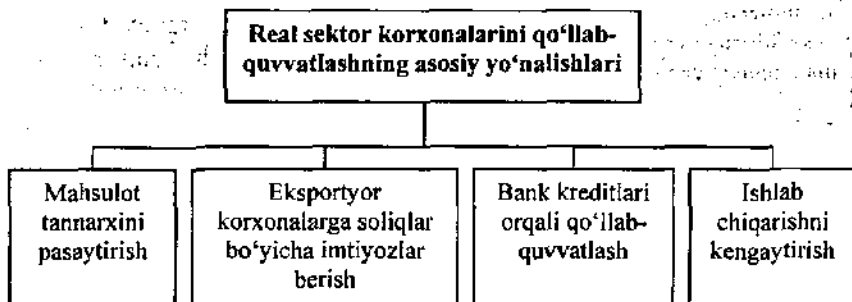 Real sektor korxonalarini qo‘llab-
quvvatlashning asosiy yo‘nalishlari
Mahsulot
tannarxini
pasaytirish
Eksportyor
korxonalarga soliqlar
bo‘yicha imtiyozlar
berish
Bank kreditlari
orqali qo‘llab-
quvvatlash
Ishlab
chiqarishni
kengaytirish